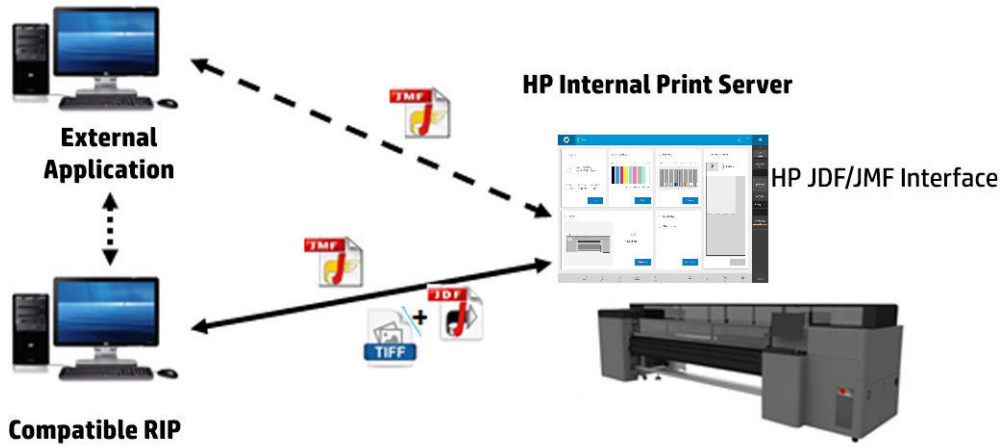 JMF
HP Internal Print Server
External
Application
HP JDF/JMF Interface
JMF
JDF
+
TIFF
Compatible RIP